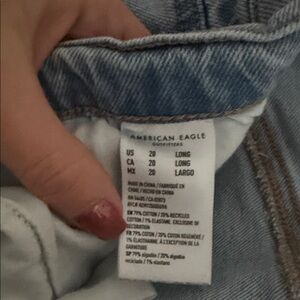 AMERICAN EAGLE
OUTFITTERS
US 20 LONG
CA 20 LONG
MX 20 LARGO
MADE IN CHINA / FABRIQUÉ EN
CHINE / HECHO EN CHINA
EN 79% COTTON / 20% RECYCLED
COTTON / 1% ELASTANE. EXCLUSIVE OF
DECORATION
FR 79% COTON / 20% COTON REGÉNÉRÉ /
1% ÉLASTHANNE. À L'EXCEPTION DE LA
GARNITURE
SP 79% algodón / 20% algodón
reciclado / 1% elastano